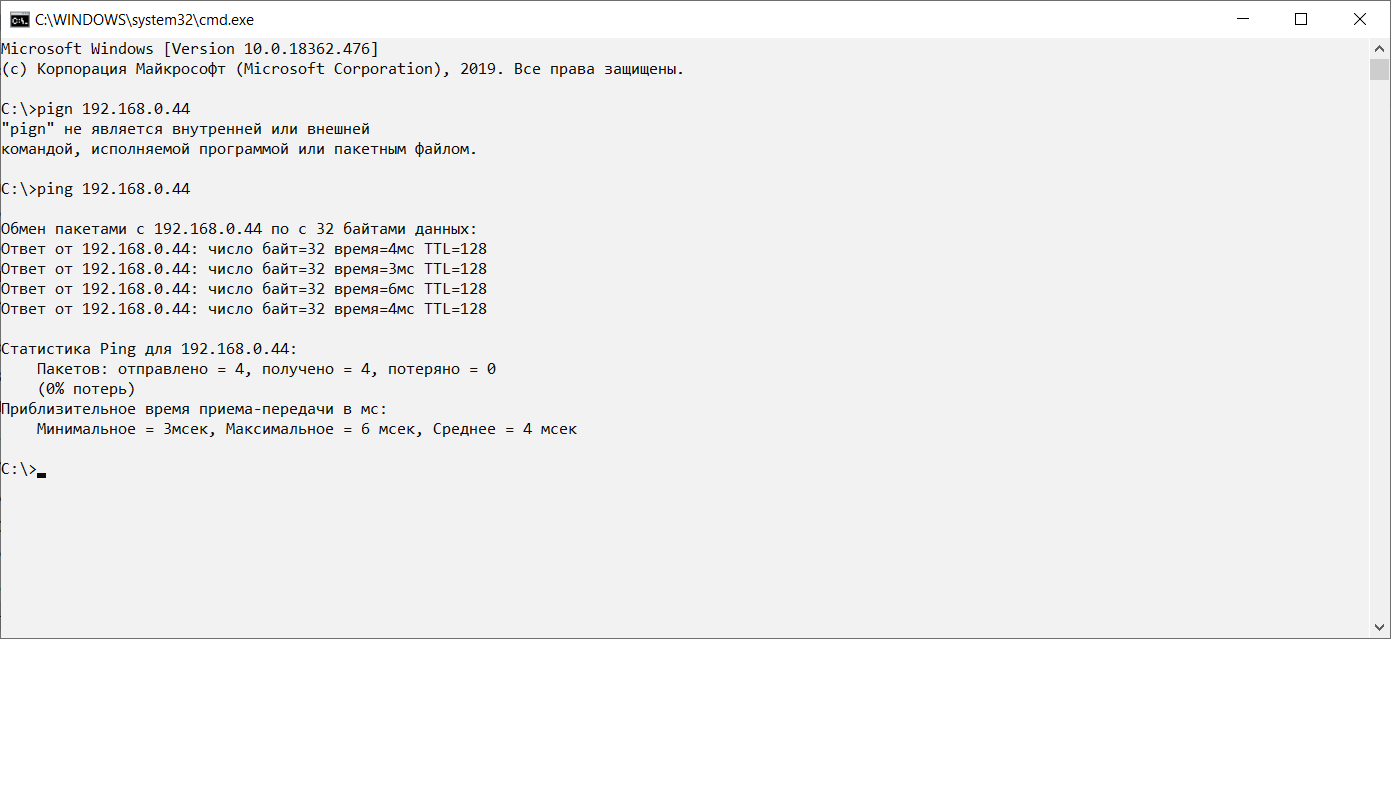 C:\WINDOWS\system32\cmd.exe
Microsoft Windows [Version 10.0.18362.476]
(c) Корпорация Майкрософт (Microsoft Corporation), 2019. Все права защищены.
C:\>pign 192.168.0.44
"pign" не является внутренней или внешней
командой, исполняемой программой или пакетным файлом.
C:\>ping 192.168.0.44
Обмен пакетами с 192.168.0.44 по с 32 байтами данных:
Ответ от 192.168.0.44: число байт=32 время=4мс TTL=128
Ответ от 192.168.0.44: число байт=32 время=3мс TTL=128
Ответ от 192.168.0.44: число байт=32 время=6мс TTL=128
Ответ от 192.168.0.44: число байт=32 время=4мс TTL=128
Статистика Ping для 192.168.0.44:
    Пакетов: отправлено = 4, получено = 4, потеряно = 0
    (0% потерь)
Приблизительное время приема-передачи в мс:
    Минимальное = 3мсек, Максимальное = 6 мсек, Среднее = 4 мсек
C:\>